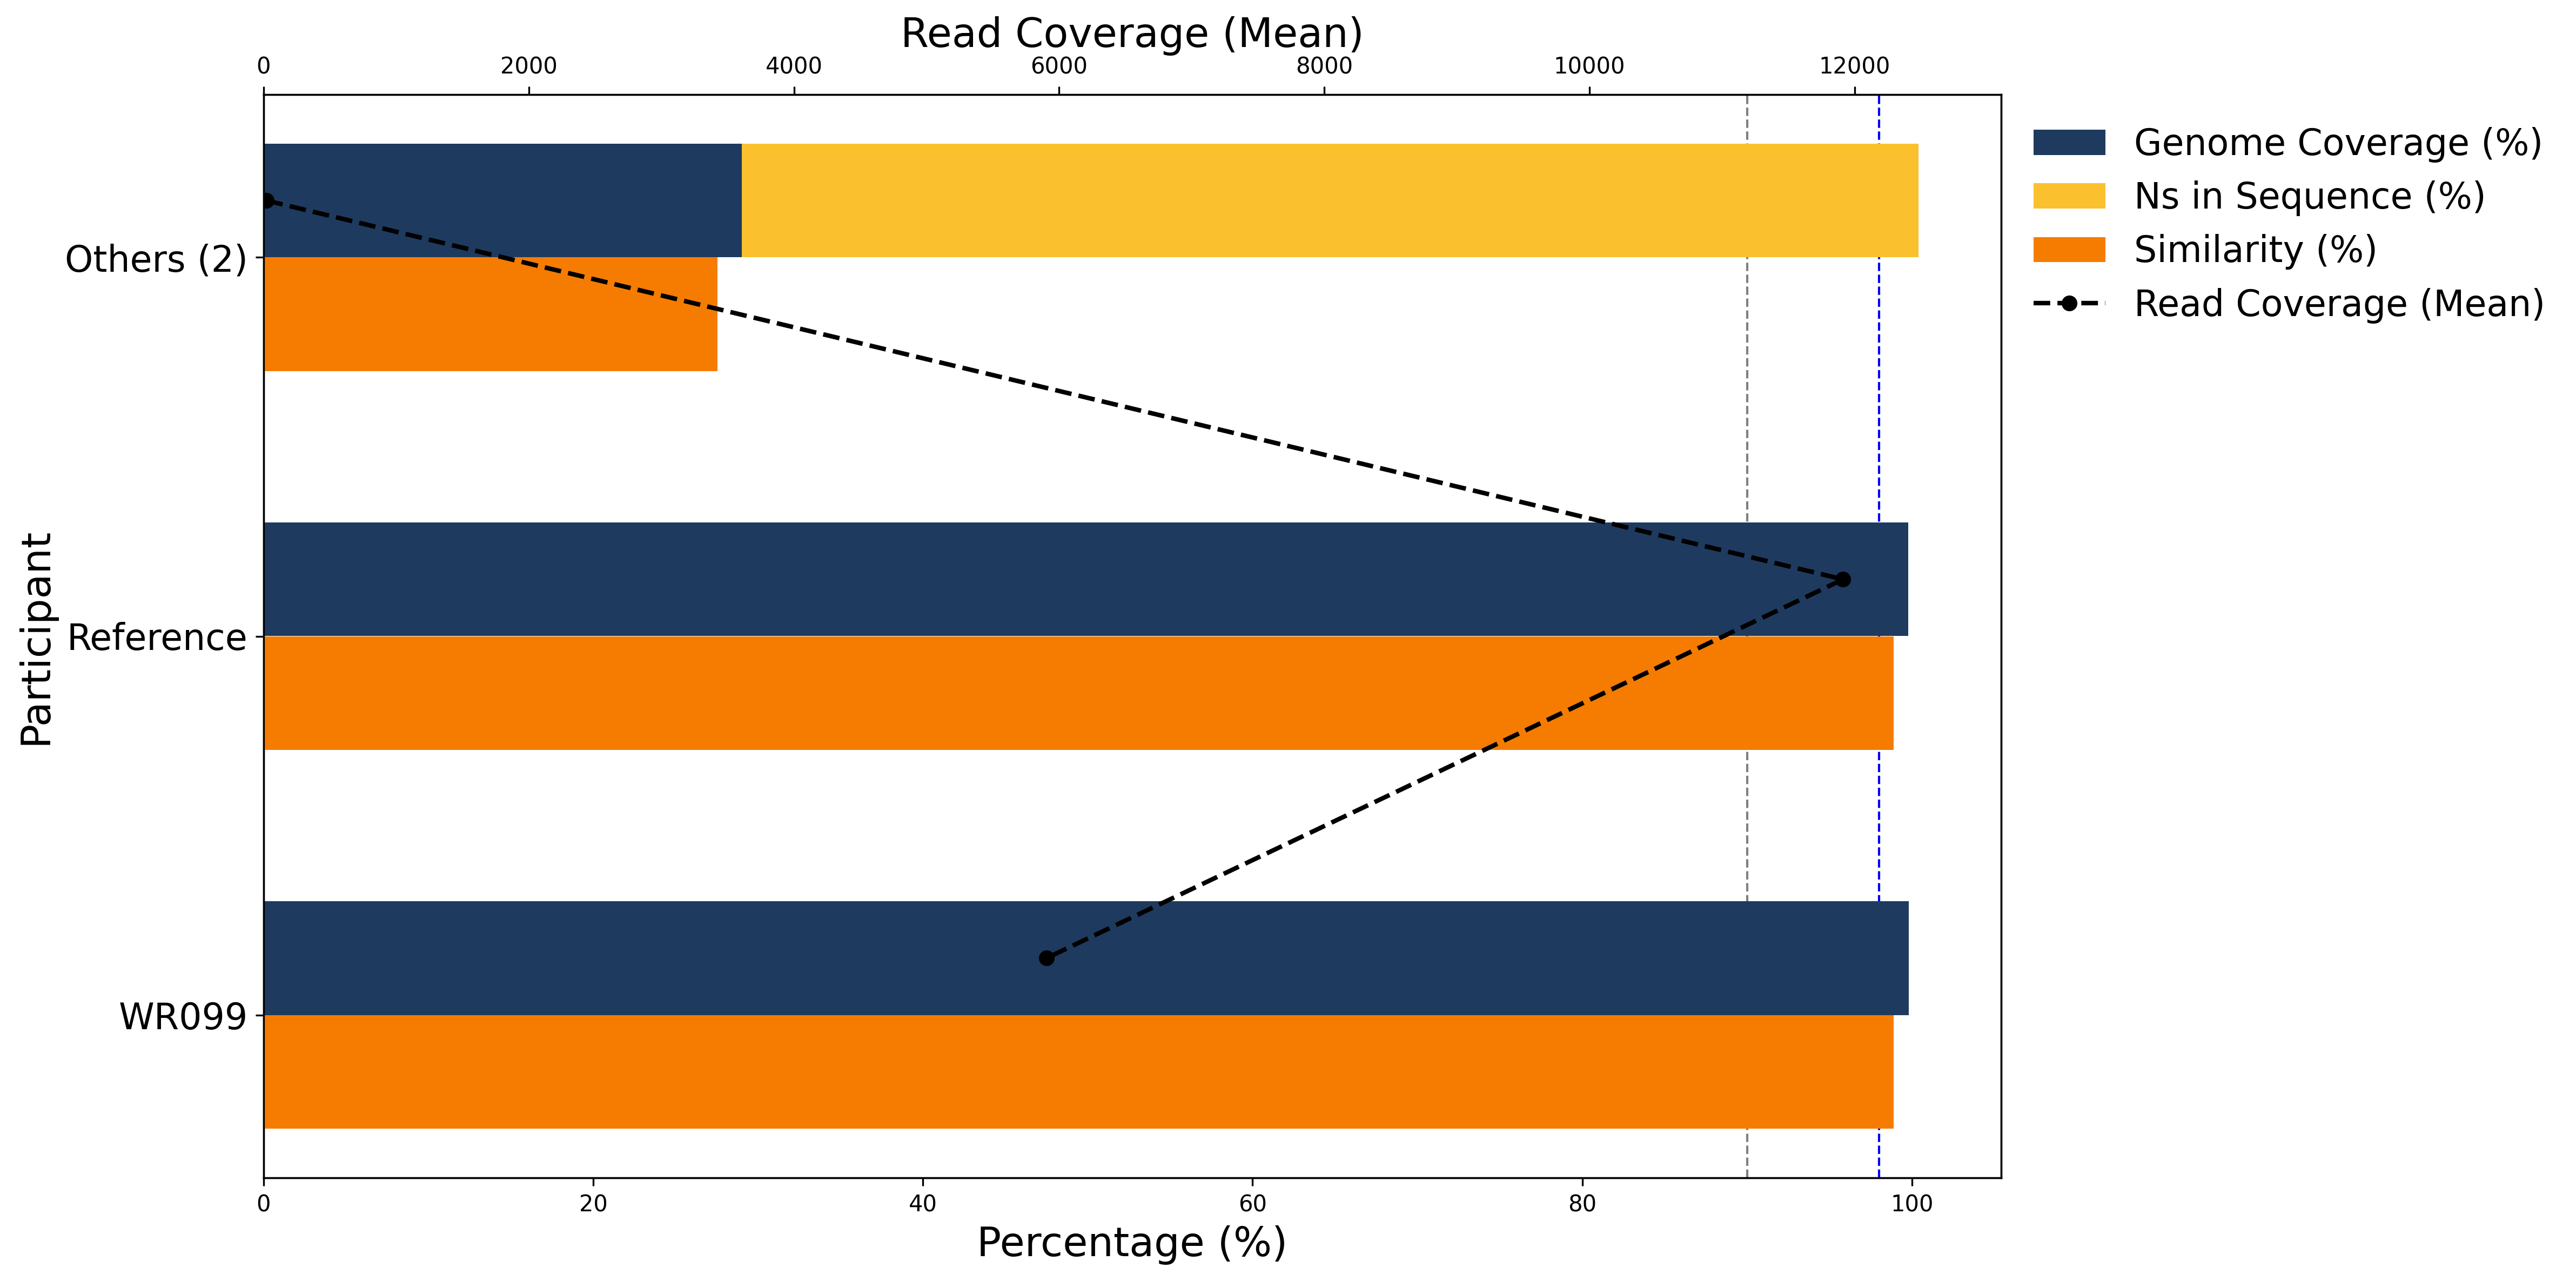 Read Coverage (Mean)
0 2000 4000 6000 8000 10000 12000
Genome Coverage (%)
Ns in Sequence (%)
Similarity (%)
Read Coverage (Mean)
Others (2)
Reference
WR099
Participant
0 20 40 60 80 100
Percentage (%)